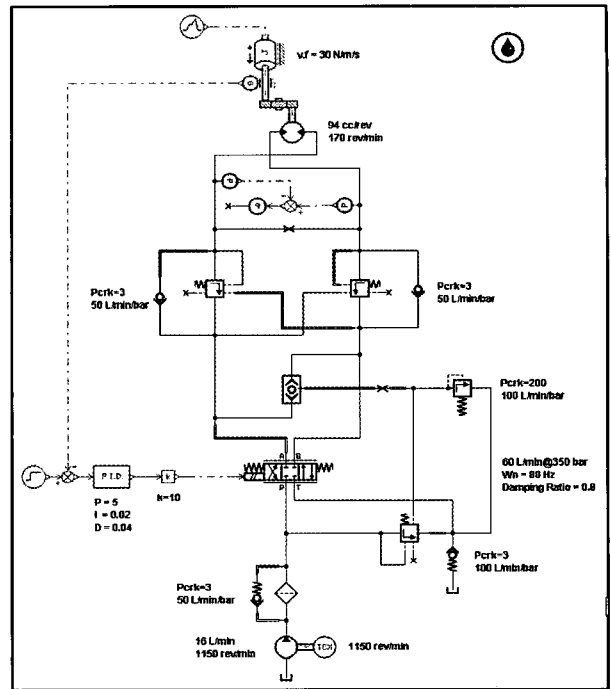 v.f = 30 N/m/s
94 cc/rev
170 rev/min
Pcrk=3
50 L/min/bar
Pcrk=3
50 L/min/bar
Pcrk=200
100 L/min/bar
A B
P T
60 L/min@350 bar
Wn = 80 Hz
Damping Ratio = 0.8
P I D
k
P = 5
I = 0.02
D = 0.04
k=10
Pcrk=3
100 L/min/bar
Pcrk=3
50 L/min/bar
16 L/min
1150 rev/min
1150 rev/min